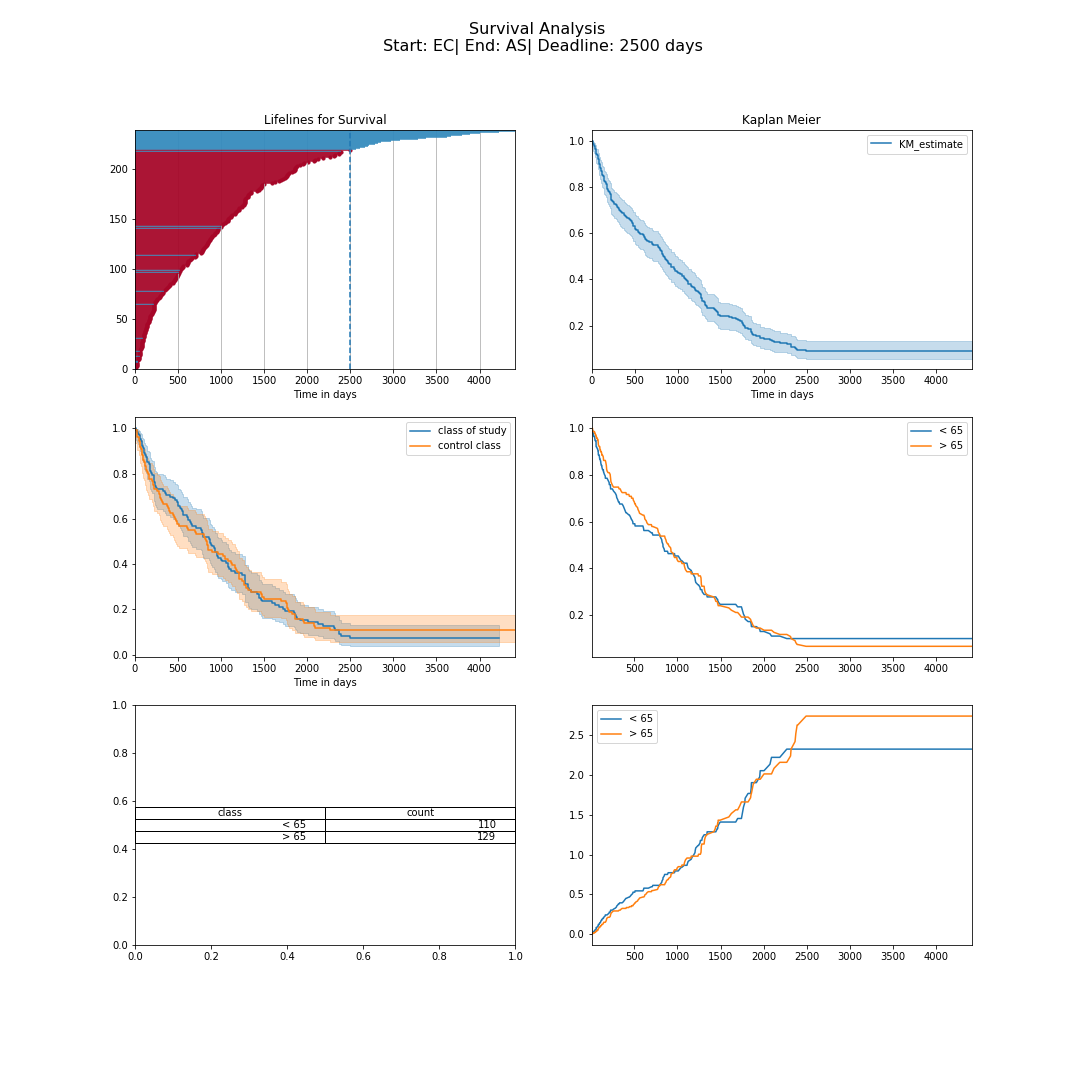 Survival Analysis
Start: EC| End: AS| Deadline: 2500 days
Lifelines for Survival
200
150
100
50
0
0 500 1000 1500 2000 2500 3000 3500 4000
Time in days
Kaplan Meier
KM_estimate
1.0
0.8
0.6
0.4
0.2
0 500 1000 1500 2000 2500 3000 3500 4000
Time in days
class of study
control class
1.0
0.8
0.6
0.4
0.2
0.0
0 500 1000 1500 2000 2500 3000 3500 4000
Time in days
< 65
> 65
1.0
0.8
0.6
0.4
0.2
500 1000 1500 2000 2500 3000 3500 4000
1.0
0.8
0.6
0.4
0.2
0.0
class count
< 65 110
> 65 129
0.0 0.2 0.4 0.6 0.8 1.0
< 65
> 65
2.5
2.0
1.5
1.0
0.5
0.0
500 1000 1500 2000 2500 3000 3500 4000